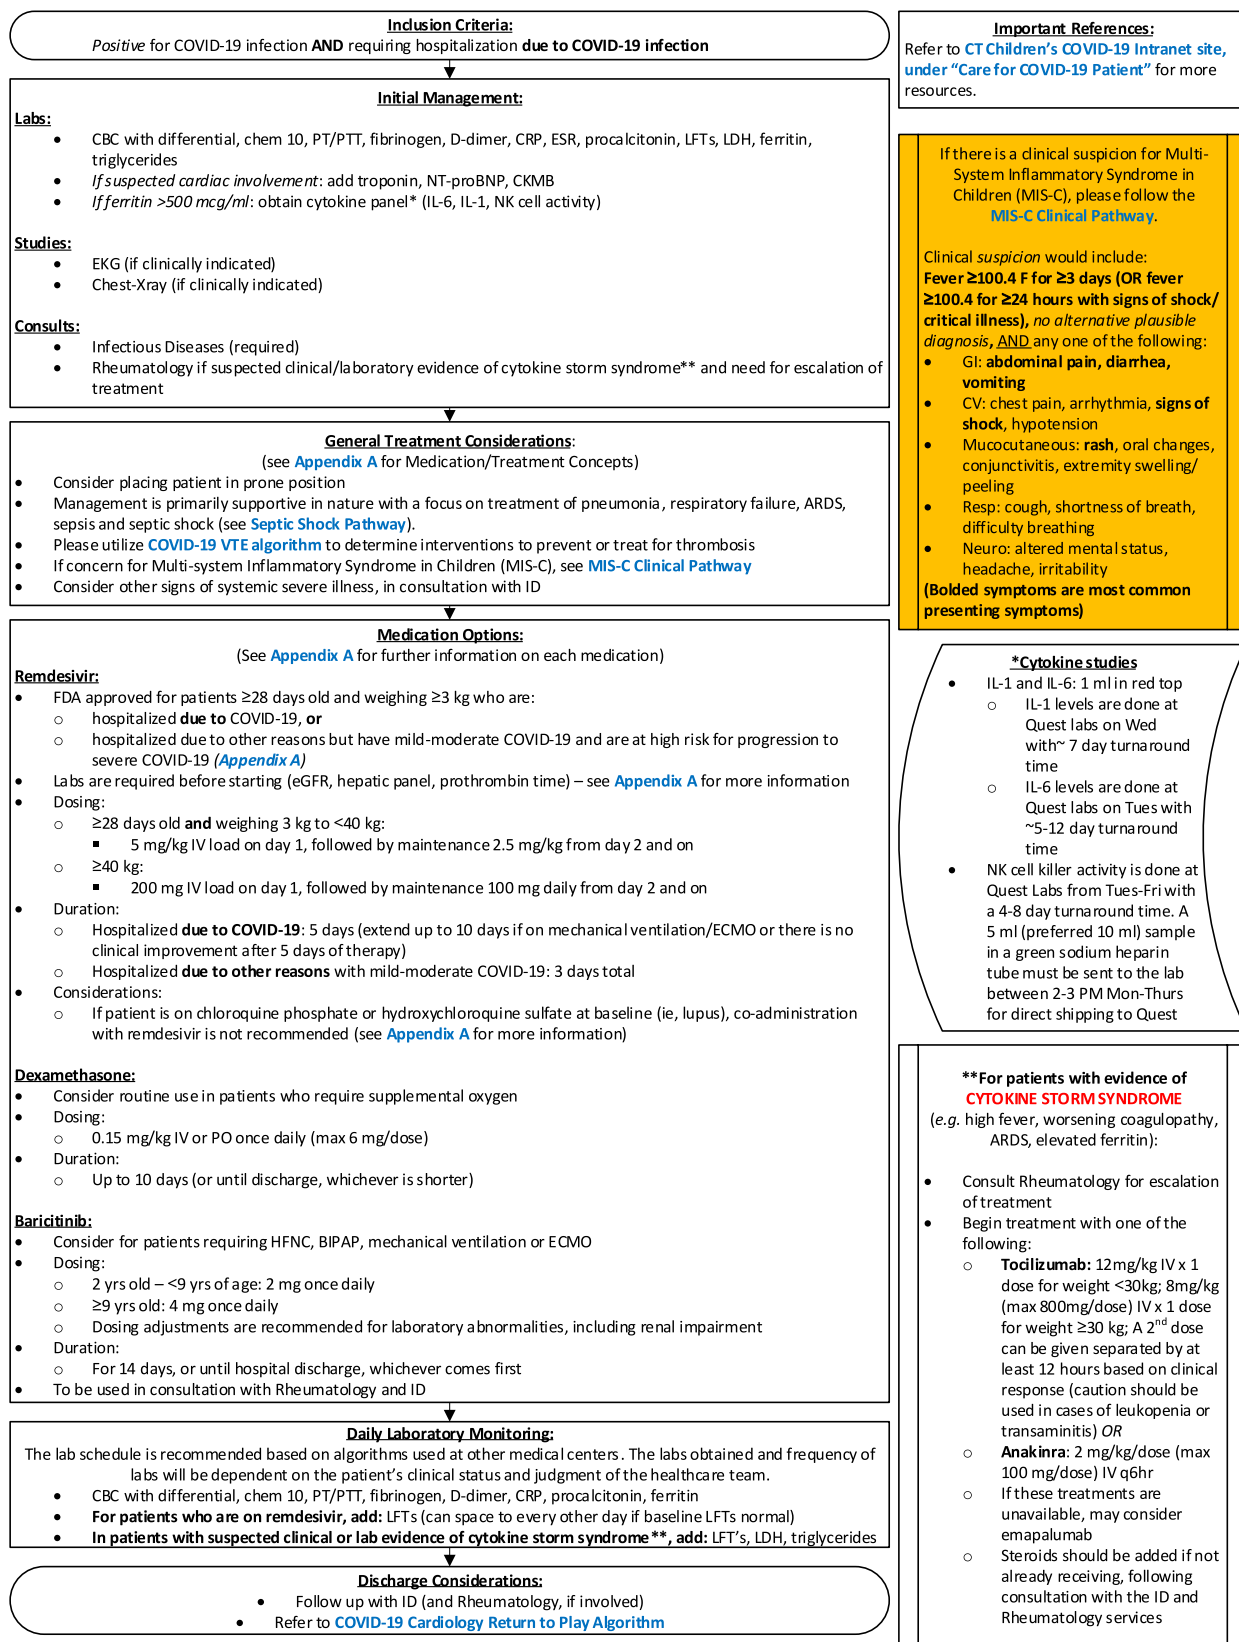 Inclusion Criteria:
Positive for COVID-19 infection AND requiring hospitalization due to COVID-19 infection
Initial Management:
Labs:
• CBC with differential, chem 10, PT/PTT, fibrinogen, D-dimer, CRP, ESR, procalcitonin, LFTs, LDH, ferritin,
triglycerides
• If suspected cardiac involvement: add troponin, NT-proBNP, CKMB
• If ferritin >500 mcg/ml: obtain cytokine panel* (IL-6, IL-1, NK cell activity)
Studies:
• EKG (if clinically indicated)
• Chest-Xray (if clinically indicated)
Consults:
• Infectious Diseases (required)
• Rheumatology if suspected clinical/laboratory evidence of cytokine storm syndrome** and need for escalation of
treatment
General Treatment Considerations:
(see Appendix A for Medication/Treatment Concepts)
• Consider placing patient in prone position
• Management is primarily supportive in nature with a focus on treatment of pneumonia, respiratory failure, ARDS,
sepsis and septic shock (see Septic Shock Pathway).
• Please utilize COVID-19 VTE algorithm to determine interventions to prevent or treat for thrombosis
• If concern for Multi-system Inflammatory Syndrome in Children (MIS-C), see MIS-C Clinical Pathway
• Consider other signs of systemic severe illness, in consultation with ID
Medication Options:
(See Appendix A for further information on each medication)
Remdesivir:
• FDA approved for patients ≥28 days old and weighing ≥3 kg who are:
o hospitalized due to COVID-19, or
o hospitalized due to other reasons but have mild-moderate COVID-19 and are at high risk for progression to
severe COVID-19 (Appendix A)
• Labs are required before starting (eGFR, hepatic panel, prothrombin time) – see Appendix A for more information
• Dosing:
o ≥28 days old and weighing 3 kg to <40 kg:
▪ 5 mg/kg IV load on day 1, followed by maintenance 2.5 mg/kg from day 2 and on
o ≥40 kg:
▪ 200 mg IV load on day 1, followed by maintenance 100 mg daily from day 2 and on
• Duration:
o Hospitalized due to COVID-19: 5 days (extend up to 10 days if on mechanical ventilation/ECMO or there is no
clinical improvement after 5 days of therapy)
o Hospitalized due to other reasons with mild-moderate COVID-19: 3 days total
• Considerations:
o If patient is on chloroquine phosphate or hydroxychloroquine sulfate at baseline (ie, lupus), co-administration
with remdesivir is not recommended (see Appendix A for more information)
Dexamethasone:
• Consider routine use in patients who require supplemental oxygen
• Dosing:
o 0.15 mg/kg IV or PO once daily (max 6 mg/dose)
• Duration:
o Up to 10 days (or until discharge, whichever is shorter)
Baricitinib:
• Consider for patients requiring HFNC, BIPAP, mechanical ventilation or ECMO
• Dosing:
o 2 yrs old – <9 yrs of age: 2 mg once daily
o ≥9 yrs old: 4 mg once daily
o Dosing adjustments are recommended for laboratory abnormalities, including renal impairment
• Duration:
o For 14 days, or until hospital discharge, whichever comes first
• To be used in consultation with Rheumatology and ID
Daily Laboratory Monitoring:
The lab schedule is recommended based on algorithms used at other medical centers. The labs obtained and frequency of
labs will be dependent on the patient's clinical status and judgment of the healthcare team.
• CBC with differential, chem 10, PT/PTT, fibrinogen, D-dimer, CRP, procalcitonin, ferritin
• For patients who are on remdesivir, add: LFTs (can space to every other day if baseline LFTs normal)
• In patients with suspected clinical or lab evidence of cytokine storm syndrome**, add: LFT's, LDH, triglycerides
Discharge Considerations:
• Follow up with ID (and Rheumatology, if involved)
• Refer to COVID-19 Cardiology Return to Play Algorithm
Important References:
Refer to CT Children's COVID-19 Intranet site,
under "Care for COVID-19 Patient" for more
resources.
If there is a clinical suspicion for Multi-
System Inflammatory Syndrome in
Children (MIS-C), please follow the
MIS-C Clinical Pathway.
Clinical suspicion would include:
Fever ≥100.4 F for ≥3 days (OR fever
≥100.4 for ≥24 hours with signs of shock/
critical illness), no alternative plausible
diagnosis, AND any one of the following:
• GI: abdominal pain, diarrhea,
vomiting
• CV: chest pain, arrhythmia, signs of
shock, hypotension
• Mucocutaneous: rash, oral changes,
conjunctivitis, extremity swelling/
peeling
• Resp: cough, shortness of breath,
difficulty breathing
• Neuro: altered mental status,
headache, irritability
(Bolded symptoms are most common
presenting symptoms)
*Cytokine studies
• IL-1 and IL-6: 1 ml in red top
o IL-1 levels are done at
Quest labs on Wed
with~ 7 day turnaround
time
o IL-6 levels are done at
Quest labs on Tues with
~5-12 day turnaround
time
• NK cell killer activity is done at
Quest Labs from Tues-Fri with
a 4-8 day turnaround time. A
5 ml (preferred 10 ml) sample
in a green sodium heparin
tube must be sent to the lab
between 2-3 PM Mon-Thurs
for direct shipping to Quest
**For patients with evidence of
CYTOKINE STORM SYNDROME
(e.g. high fever, worsening coagulopathy,
ARDS, elevated ferritin):
• Consult Rheumatology for escalation
of treatment
• Begin treatment with one of the
following:
o Tocilizumab: 12mg/kg IV x 1
dose for weight <30kg; 8mg/kg
(max 800mg/dose) IV x 1 dose
for weight ≥30 kg; A 2nd dose
can be given separated by at
least 12 hours based on clinical
response (caution should be
used in cases of leukopenia or
transaminitis) OR
o Anakinra: 2 mg/kg/dose (max
100 mg/dose) IV q6hr
o If these treatments are
unavailable, may consider
emapalumab
o Steroids should be added if not
already receiving, following
consultation with the ID and
Rheumatology services